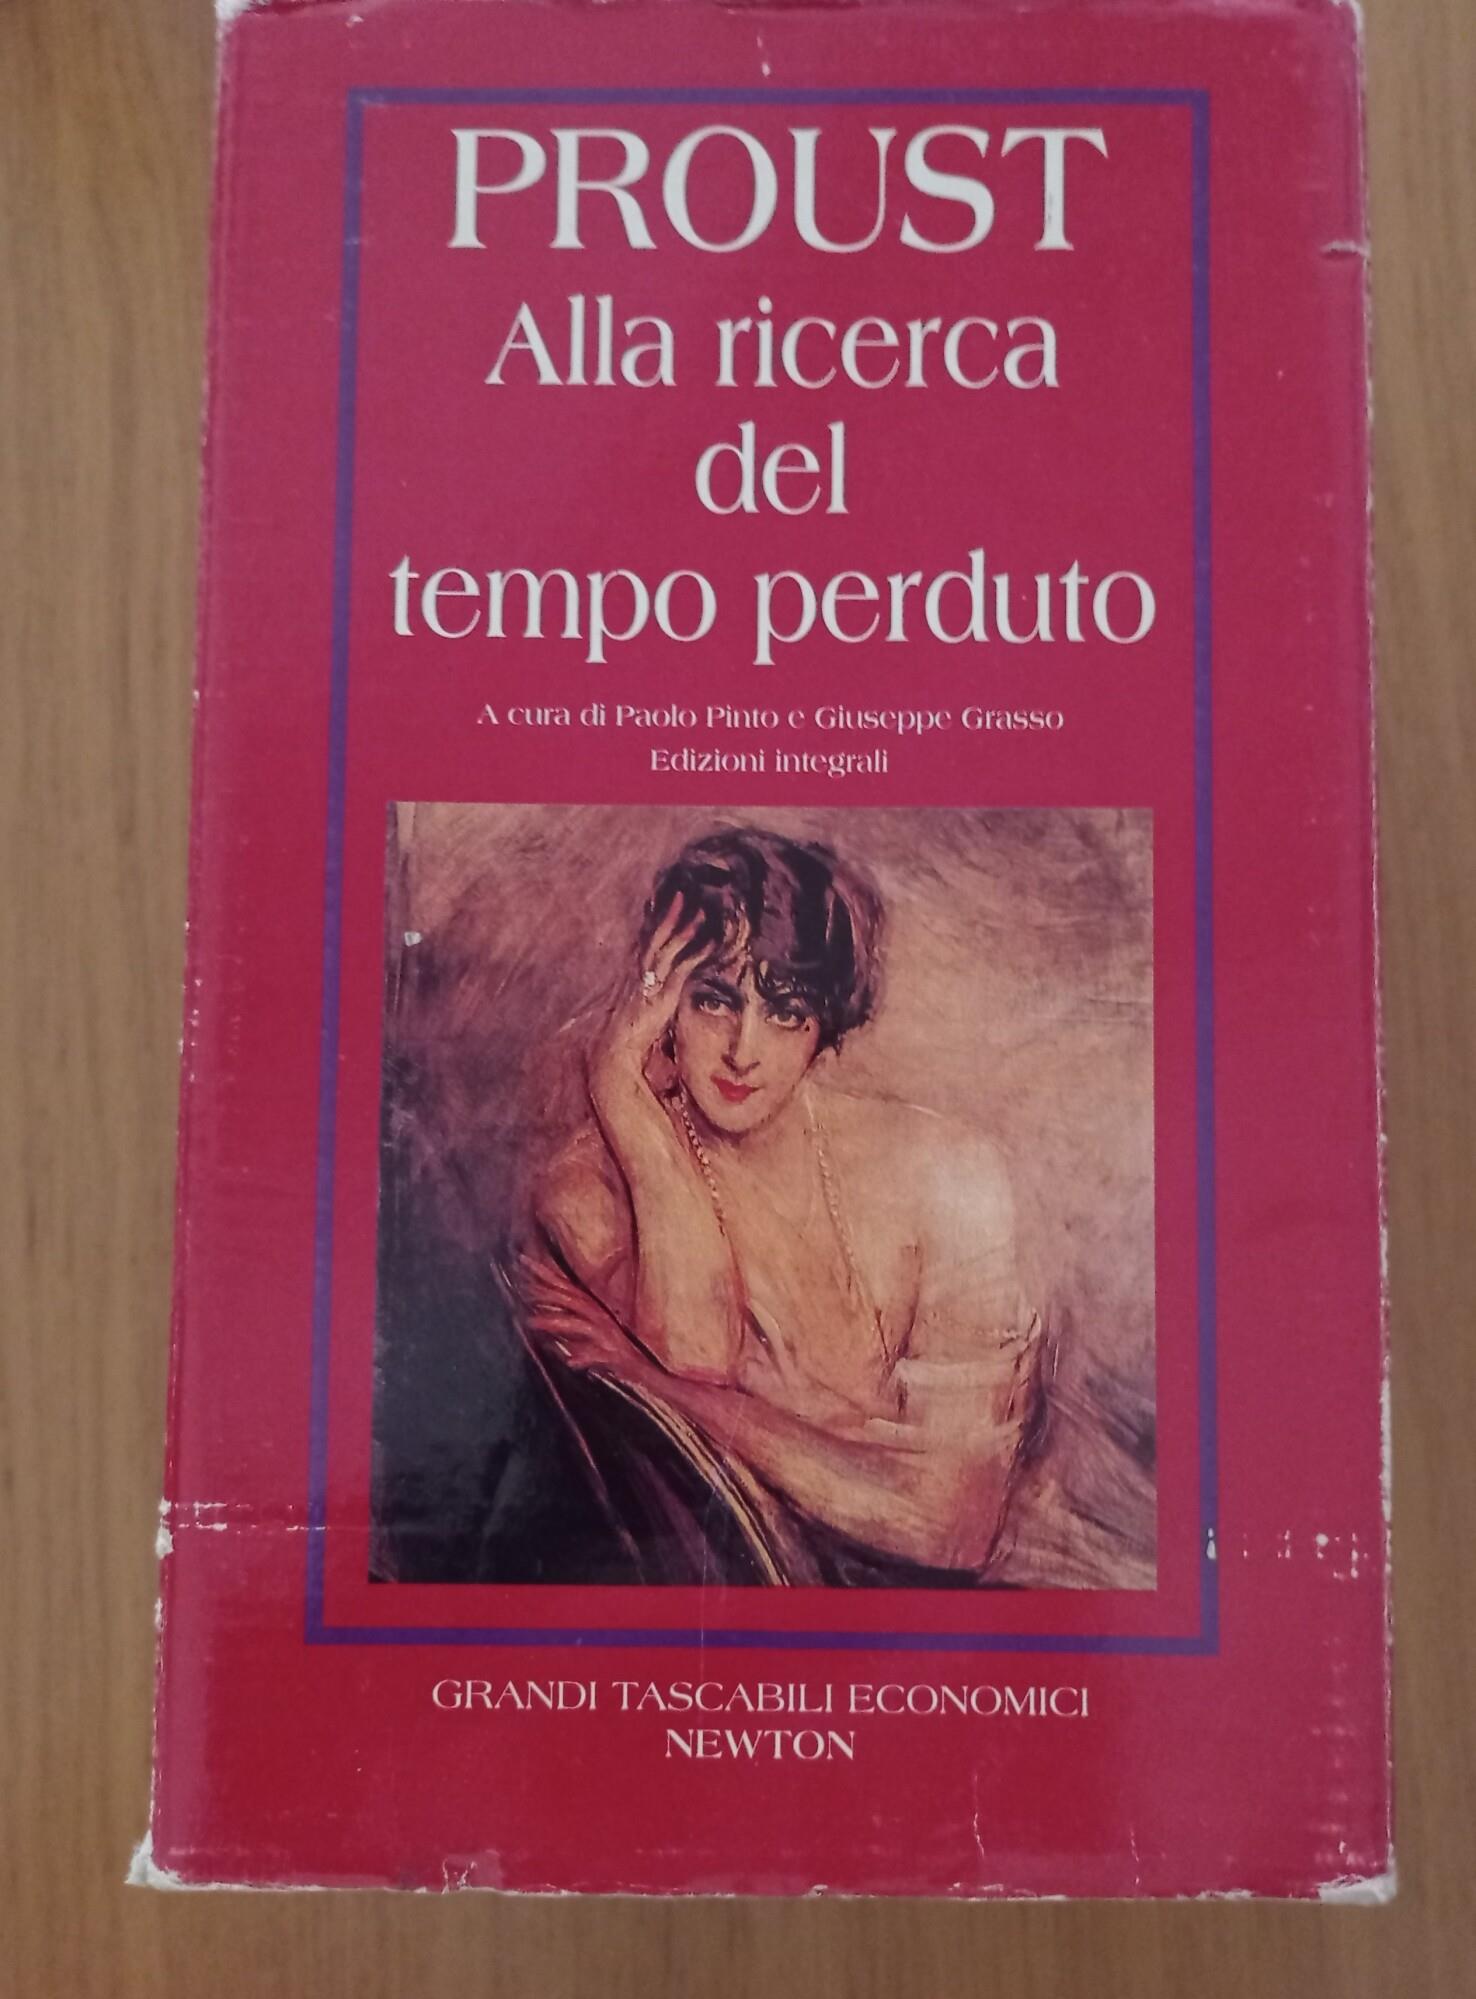 PROUST
Alla ricerca
del
tempo perduto
A cura di Paolo Pinto e Giuseppe Grasso
Edizioni integrali
GRANDI TASCABILI ECONOMICI
NEWTON